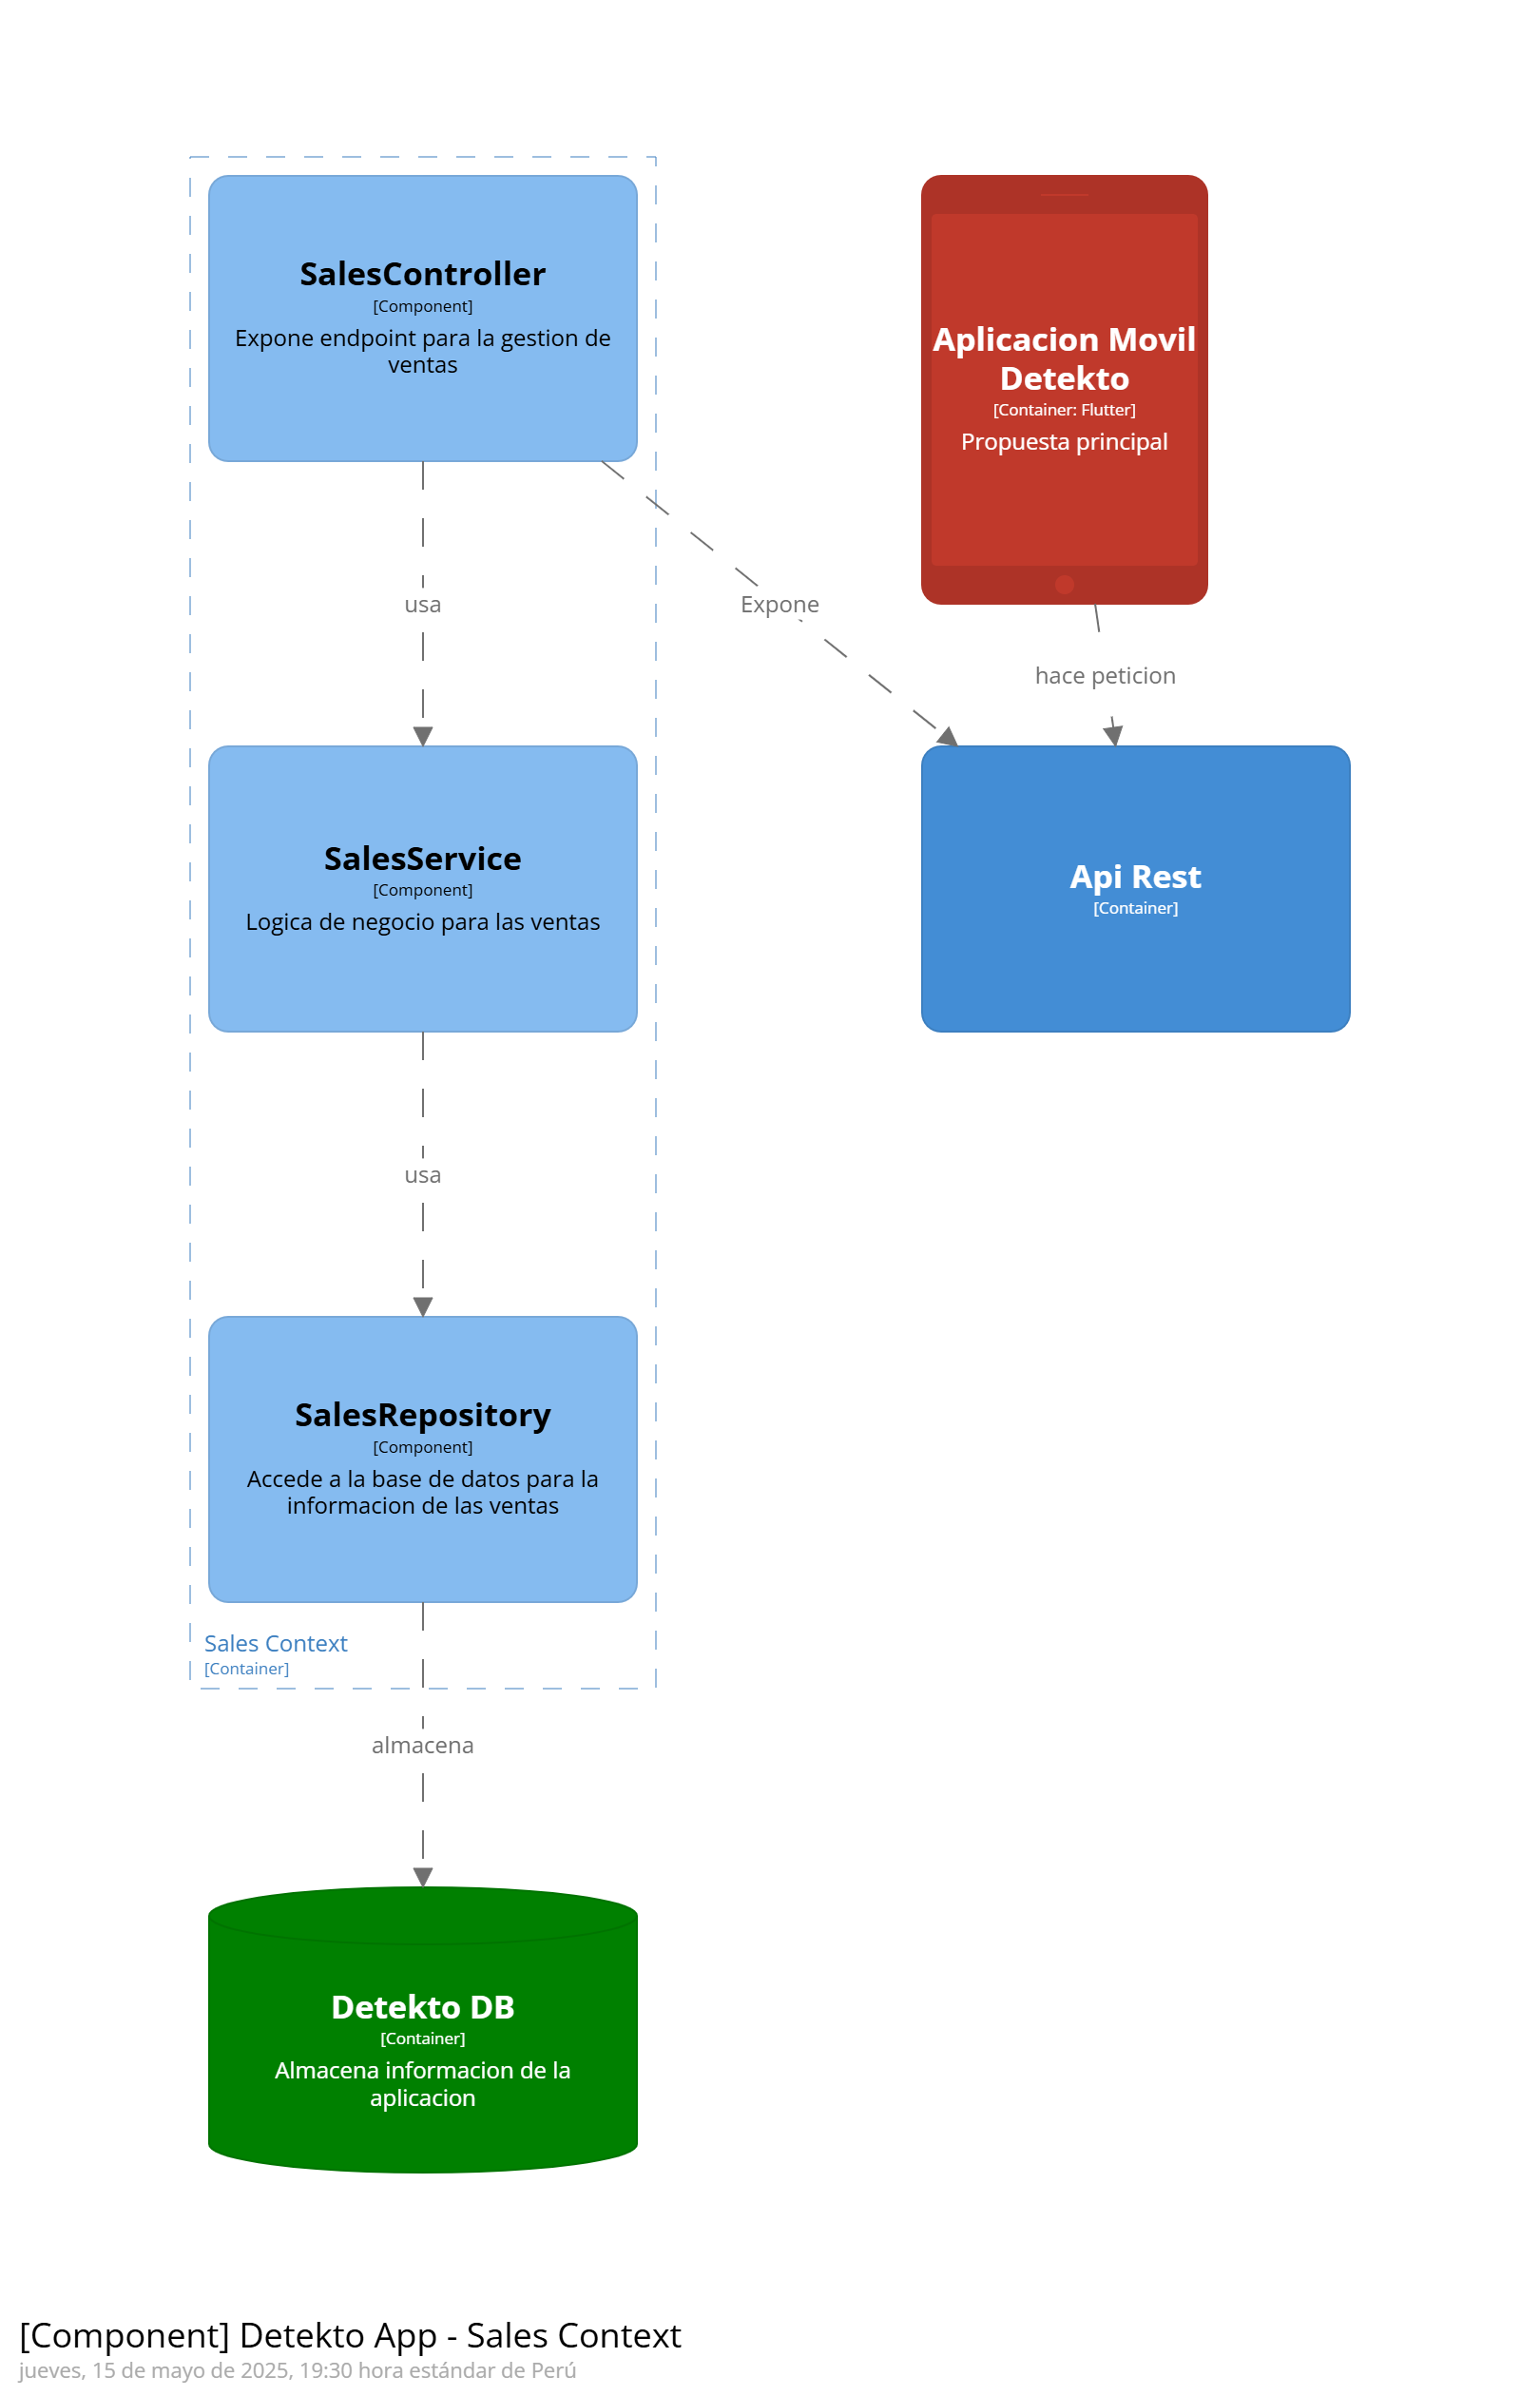 SalesController
[Component]
Expone endpoint para la gestion de
ventas
Aplicacion Movil
Detekto
[Container: Flutter]
Propuesta principal
usa
Expone
hace peticion
SalesService
[Component]
Logica de negocio para las ventas
Api Rest
[Container]
usa
SalesRepository
[Component]
Accede a la base de datos para la
informacion de las ventas
Sales Context
[Container]
almacena
Detekto DB
[Container]
Almacena informacion de la
aplicacion
[Component] Detekto App - Sales Context
jueves, 15 de mayo de 2025, 19:30 hora estándar de Perú